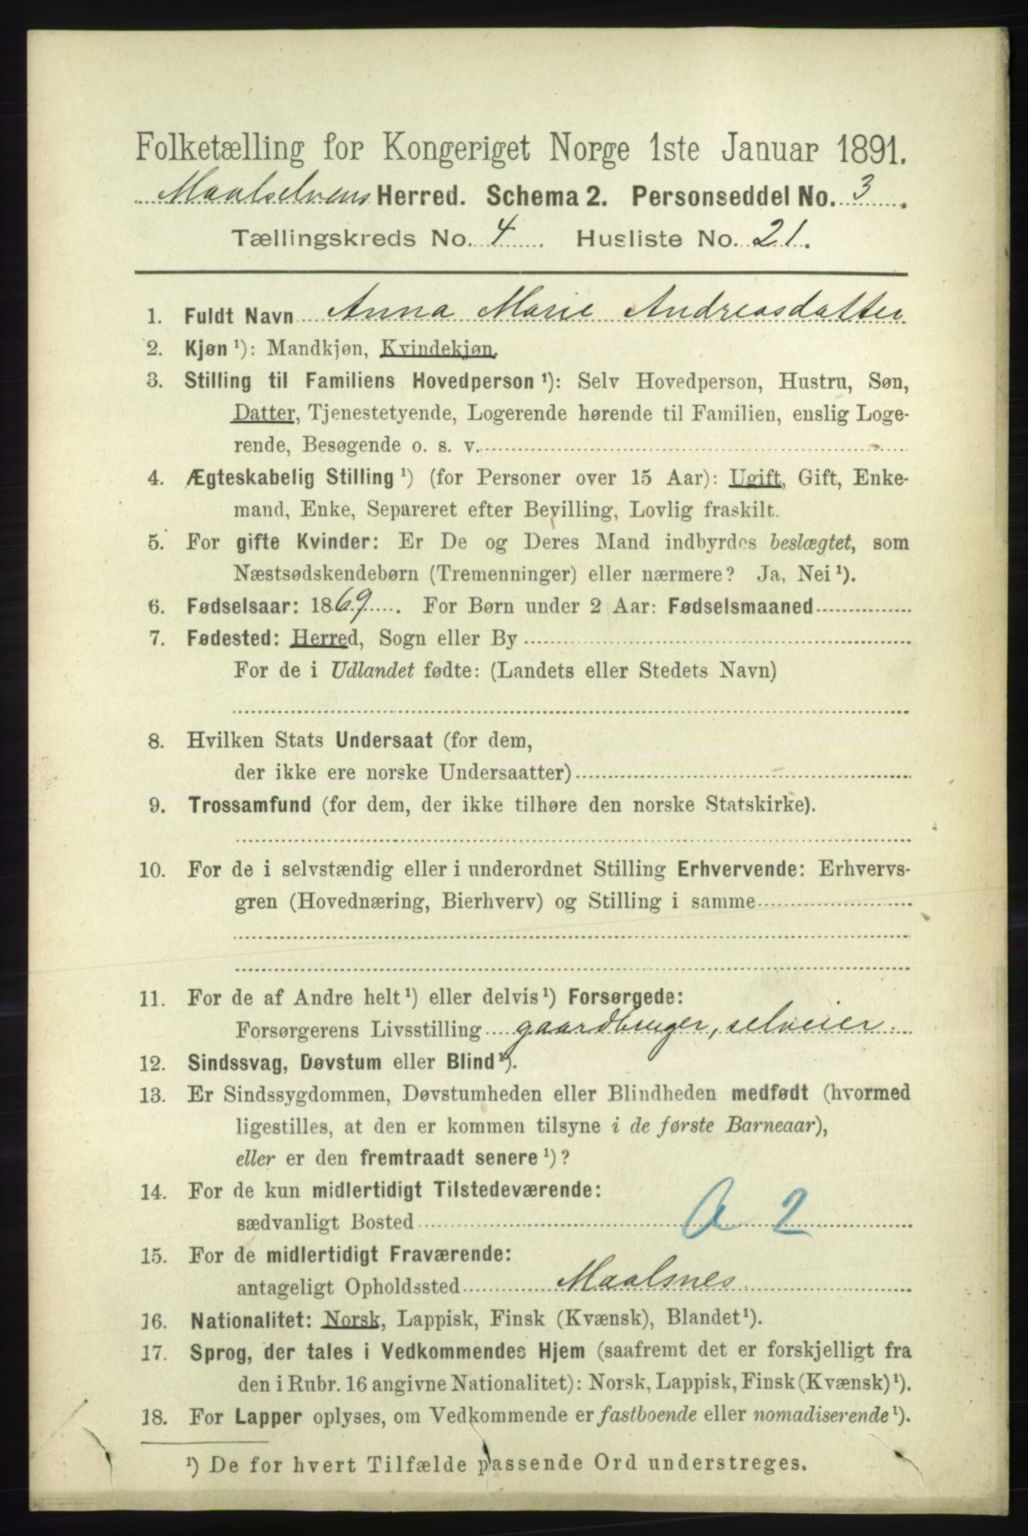 Folketælling for Kongeriget Norge 1ste Januar 1891.
Maalselvens Herred. Schema 2. Personseddel No. 3.
Tællingskreds No. 4. Husliste No. 21.
1. Fuldt Navn Anna Marie Andreasdatter
2. Kjøn ¹): Mandkjøn, Kvindekjøn.
3. Stilling til Familiens Hovedperson ¹): Selv Hovedperson, Hustru, Søn,
Datter, Tjenestetyende, Logerende hørende til Familien, enslig Loge-
rende, Besøgende o. s. v.
4. Ægteskabelig Stilling ¹) (for Personer over 15 Aar): Ugift, Gift, Enke-
mand, Enke, Separeret efter Bevilling, Lovlig fraskilt.
5. For gifte Kvinder: Er De og Deres Mand indbyrdes beslægtet, som
Næstsødskendebørn (Tremenninger) eller nærmere? Ja, Nei ¹).
6. Fødselsaar: 1869. For Børn under 2 Aar: Fødselsmaaned
7. Fødested: Herred, Sogn eller By
For de i Udlandet fødte: (Landets eller Stedets Navn)
8. Hvilken Stats Undersaat (for dem,
der ikke ere norske Undersaatter)
9. Trossamfund (for dem, der ikke tilhøre den norske Statskirke).
10. For de i selvstændig eller i underordnet Stilling Erhvervende: Erhvervs-
gren (Hovednæring, Bierhverv) og Stilling i samme
11. For de af Andre helt ¹) eller delvis ¹) Forsørgede:
Forsørgerens Livsstilling gaardbruger, selveier
12. Sindssvag, Døvstum eller Blind ¹).
13. Er Sindssygdommen, Døvstumheden eller Blindheden medfødt (hvormed
ligestilles, at den er kommen tilsyne i de første Barneaar),
eller er den fremtraadt senere ¹)?
14. For de kun midlertidigt Tilstedeværende:
sædvanligt Bosted a 2
15. For de midlertidigt Fraværende:
antageligt Opholdssted Maalsnes
16. Nationalitet: Norsk, Lappisk, Finsk (Kvænsk), Blandet ¹).
17. Sprog, der tales i Vedkommendes Hjem (saafremt det er forskjelligt fra
den i Rubr. 16 angivne Nationalitet): Norsk, Lappisk, Finsk (Kvænsk) ¹).
18. For Lapper oplyses, om Vedkommende er fastboende eller nomadiserende ¹).
¹) De for hvert Tilfælde passende Ord understreges.